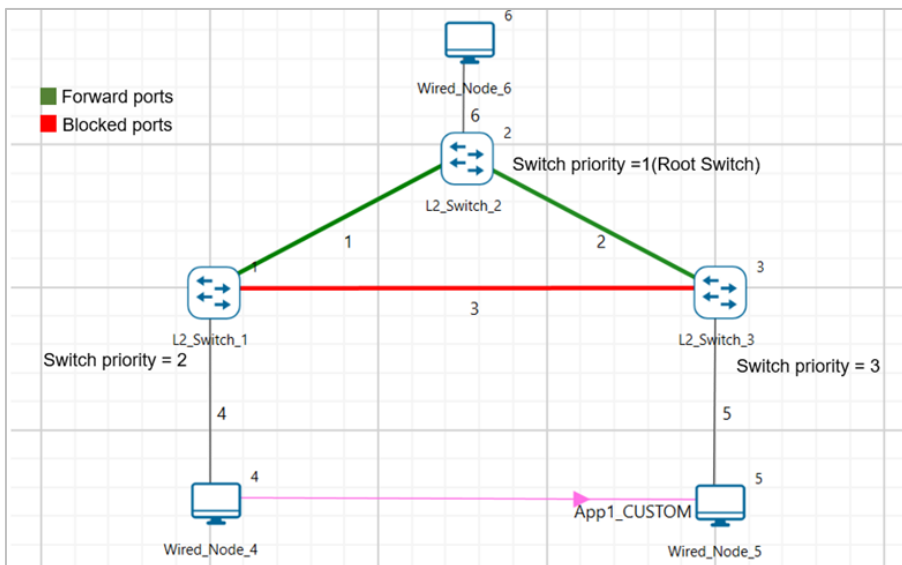 6
Wired_Node_6
Forward ports
Blocked ports
6
2
Switch priority =1(Root Switch)
L2_Switch_2
1
2
1
3
3
L2_Switch_1
L2_Switch_3
Switch priority = 2
Switch priority = 3
4
5
4
5
App1_CUSTOM
Wired_Node_4
Wired_Node_5